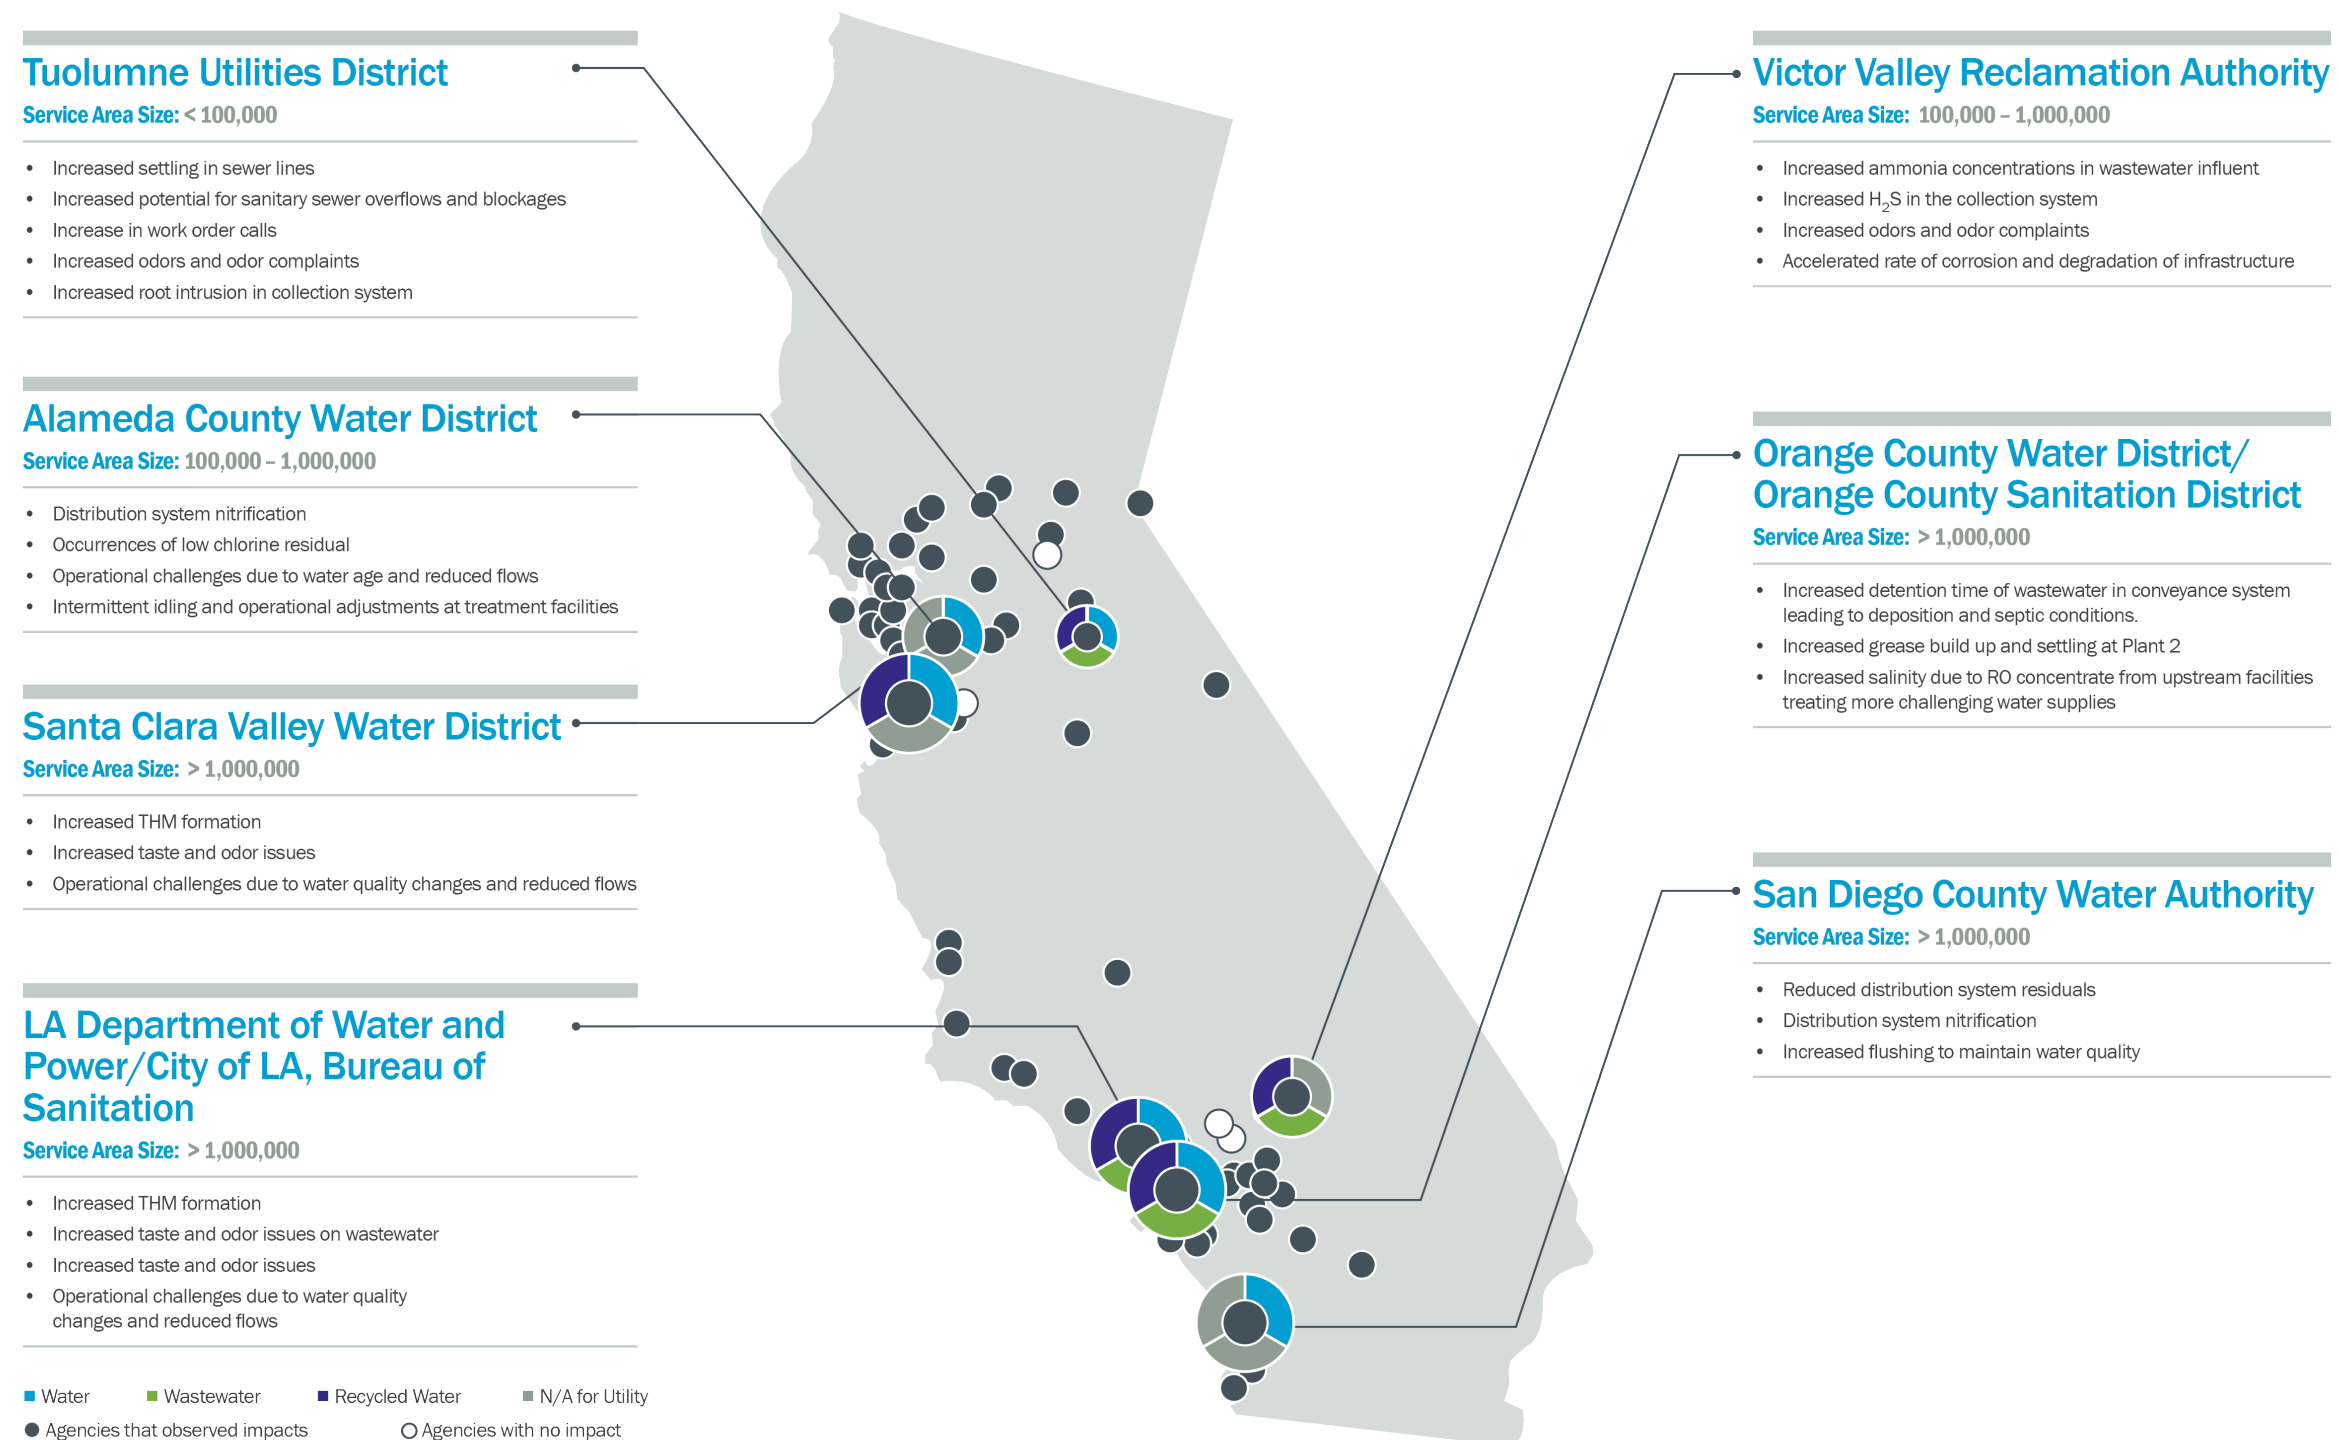 Tuolumne Utilities District
Service Area Size: < 100,000
• Increased settling in sewer lines
• Increased potential for sanitary sewer overflows and blockages
• Increase in work order calls
• Increased odors and odor complaints
• Increased root intrusion in collection system
Alameda County Water District
Service Area Size: 100,000 – 1,000,000
• Distribution system nitrification
• Occurrences of low chlorine residual
• Operational challenges due to water age and reduced flows
• Intermittent idling and operational adjustments at treatment facilities
Santa Clara Valley Water District
Service Area Size: > 1,000,000
• Increased THM formation
• Increased taste and odor issues
• Operational challenges due to water quality changes and reduced flows
LA Department of Water and
Power/City of LA, Bureau of
Sanitation
Service Area Size: > 1,000,000
• Increased THM formation
• Increased taste and odor issues on wastewater
• Increased taste and odor issues
• Operational challenges due to water quality
changes and reduced flows
Water
Wastewater
Recycled Water
N/A for Utility
Agencies that observed impacts
Agencies with no impact
Victor Valley Reclamation Authority
Service Area Size: 100,000 – 1,000,000
• Increased ammonia concentrations in wastewater influent
• Increased H₂S in the collection system
• Increased odors and odor complaints
• Accelerated rate of corrosion and degradation of infrastructure
Orange County Water District/
Orange County Sanitation District
Service Area Size: > 1,000,000
• Increased detention time of wastewater in conveyance system
leading to deposition and septic conditions.
• Increased grease build up and settling at Plant 2
• Increased salinity due to RO concentrate from upstream facilities
treating more challenging water supplies
San Diego County Water Authority
Service Area Size: > 1,000,000
• Reduced distribution system residuals
• Distribution system nitrification
• Increased flushing to maintain water quality